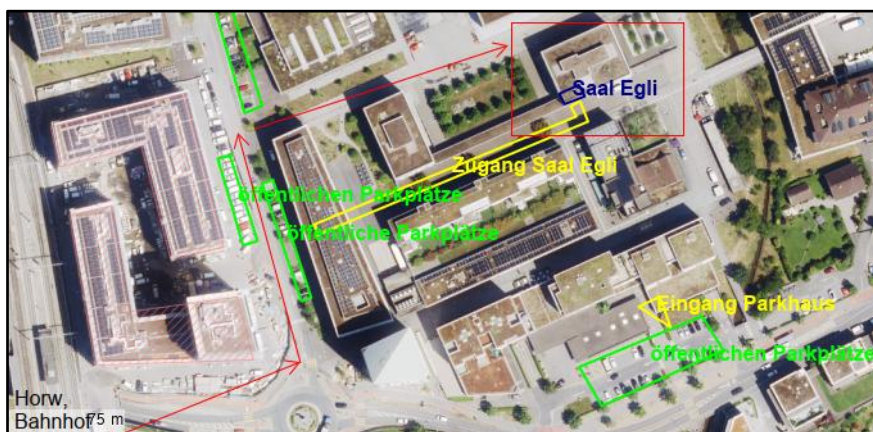 Saal Egli
Zugang Saal Egli
öffentlichen Parkplätze
öffentliche Parkplätze
Eingang Parkhaus
öffentlichen Parkplätze
Horw,
Bahnhof
75 m